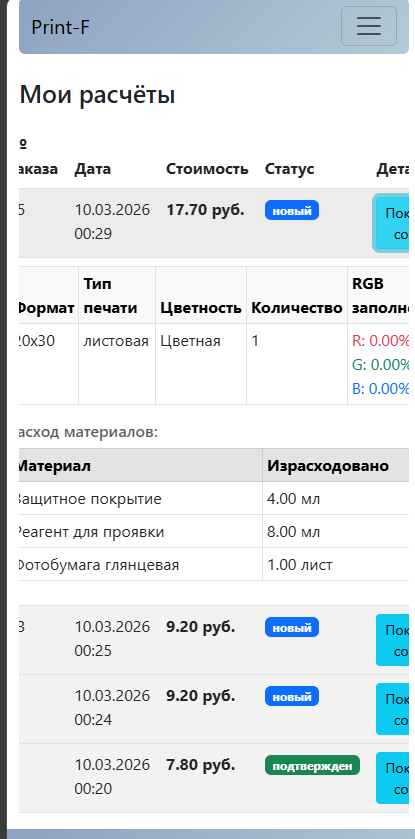 Print-F
Мои расчёты
№
аказа Дата Стоимость Статус Дета
5 10.03.2026 00:29 17.70 руб. новый Пок со
Формат Тип печати Цветность Количество RGB заполн
20x30 листовая Цветная 1 R: 0.00%
G: 0.00%
B: 0.00%
асход материалов:
Материал Израсходовано
Защитное покрытие 4.00 мл
Реагент для проявки 8.00 мл
Фотобумага глянцевая 1.00 лист
3 10.03.2026 00:25 9.20 руб. новый Пок со
10.03.2026 00:24 9.20 руб. новый Пок со
10.03.2026 00:20 7.80 руб. подтвержден Пок со